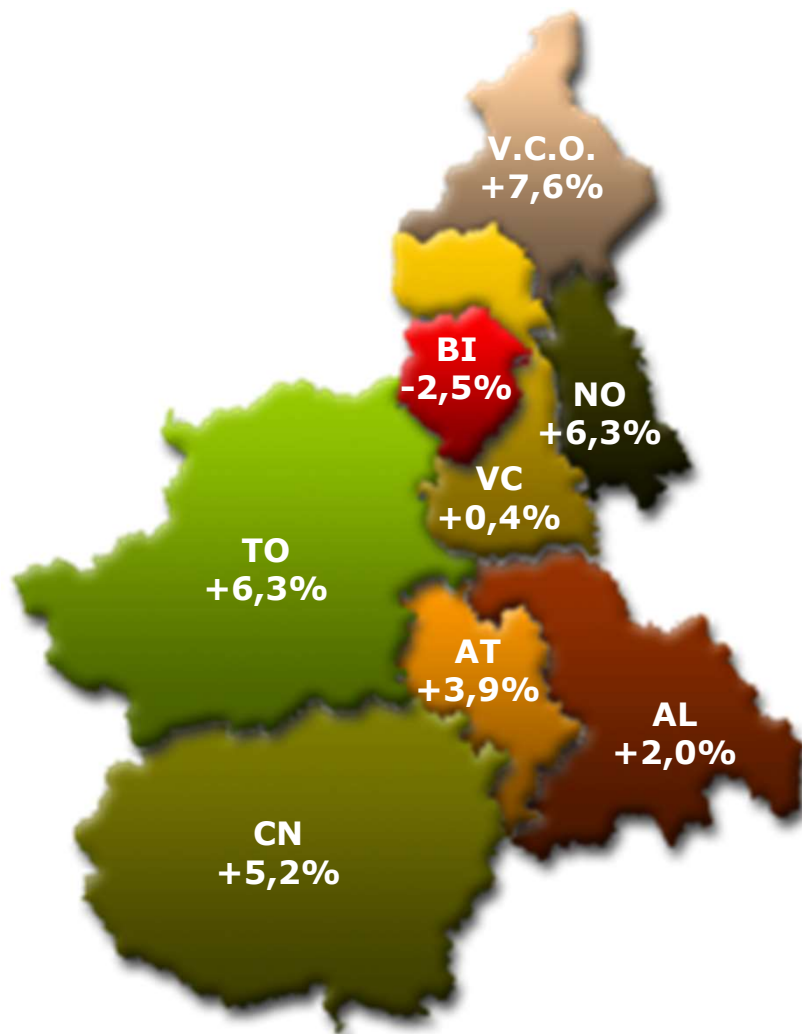 V.C.O.
+7,6%
BI
-2,5%
NO
+6,3%
VC
+0,4%
TO
+6,3%
AT
+3,9%
AL
+2,0%
CN
+5,2%